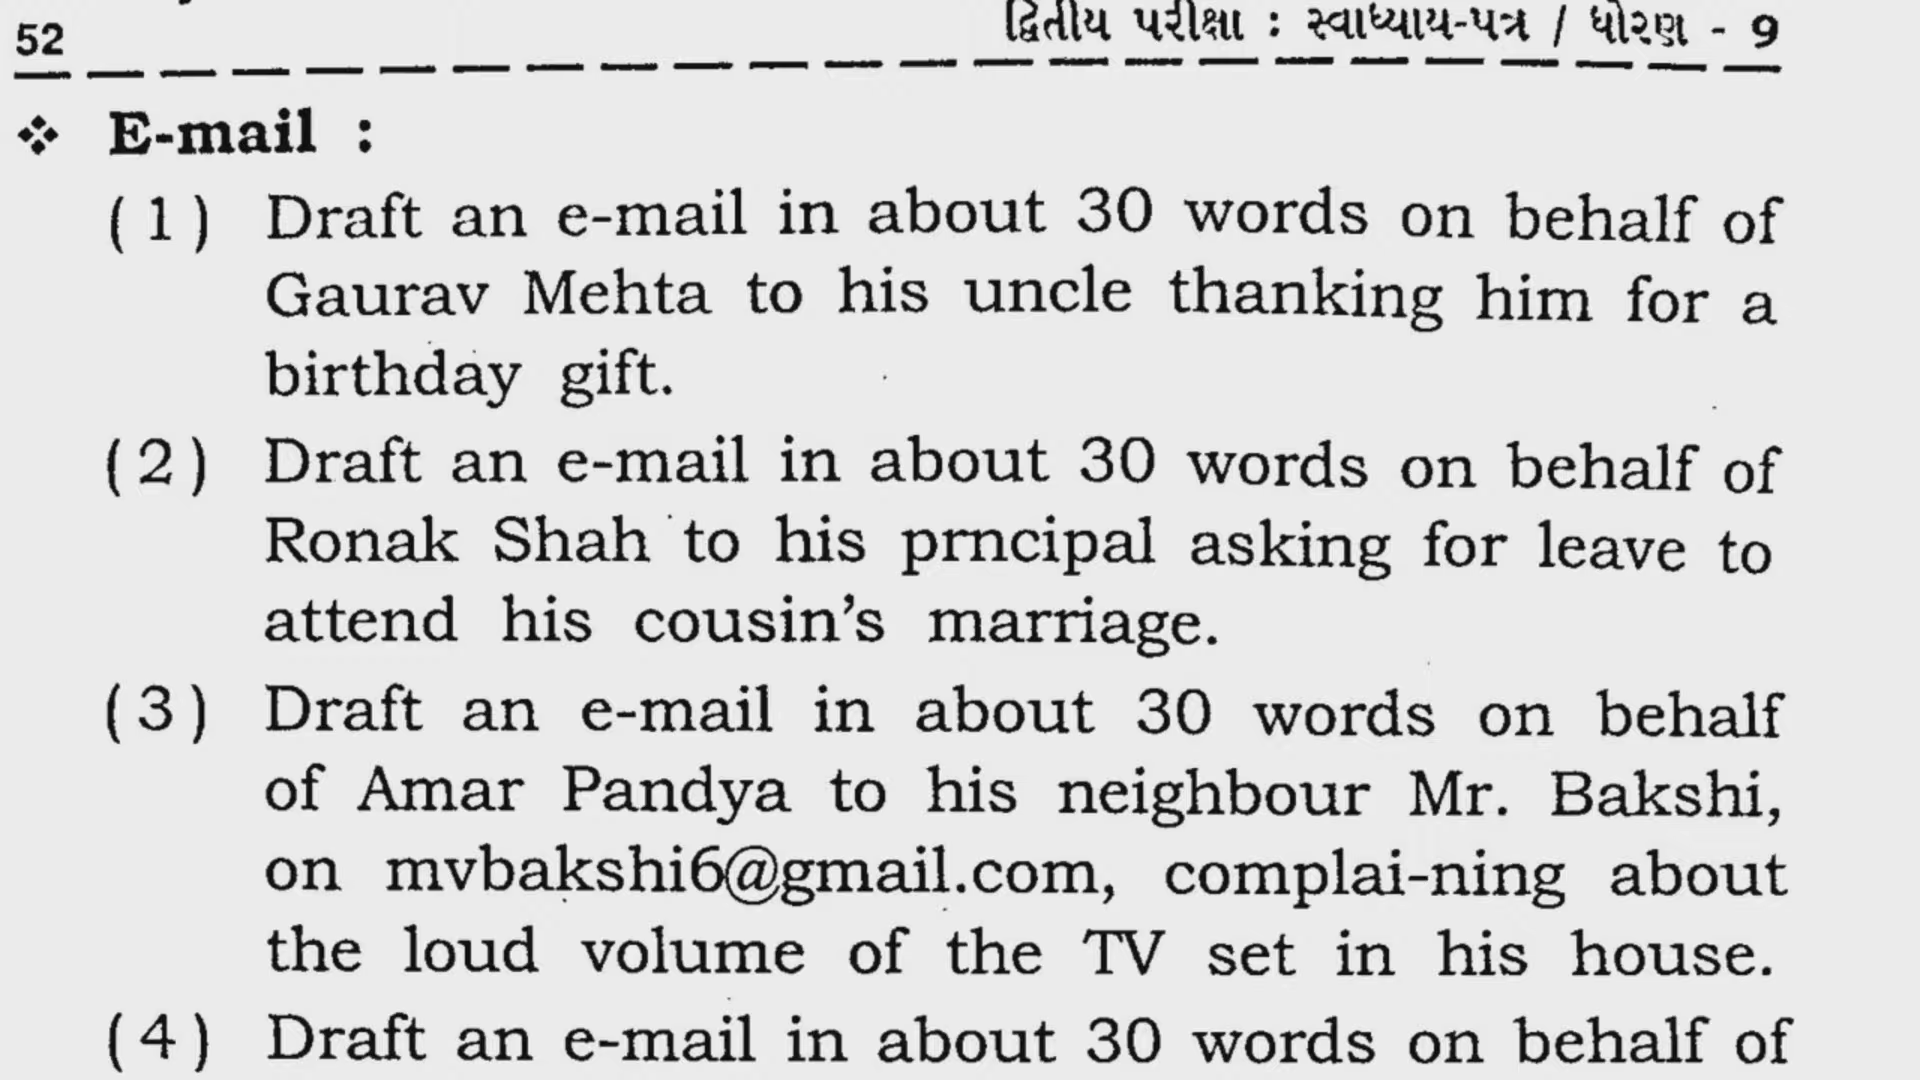 52
દ્વિતીય પરીક્ષા : સ્વાધ્યાય-પત્ર / ધોરણ - 9
❖ E-mail :
(1) Draft an e-mail in about 30 words on behalf of
Gaurav Mehta to his uncle thanking him for a
birthday gift.
(2) Draft an e-mail in about 30 words on behalf of
Ronak Shah to his prncipal asking for leave to
attend his cousin's marriage.
(3) Draft an e-mail in about 30 words on behalf
of Amar Pandya to his neighbour Mr. Bakshi,
on mvbakshi6@gmail.com, complai-ning about
the loud volume of the TV set in his house.
(4) Draft an e-mail in about 30 words on behalf of